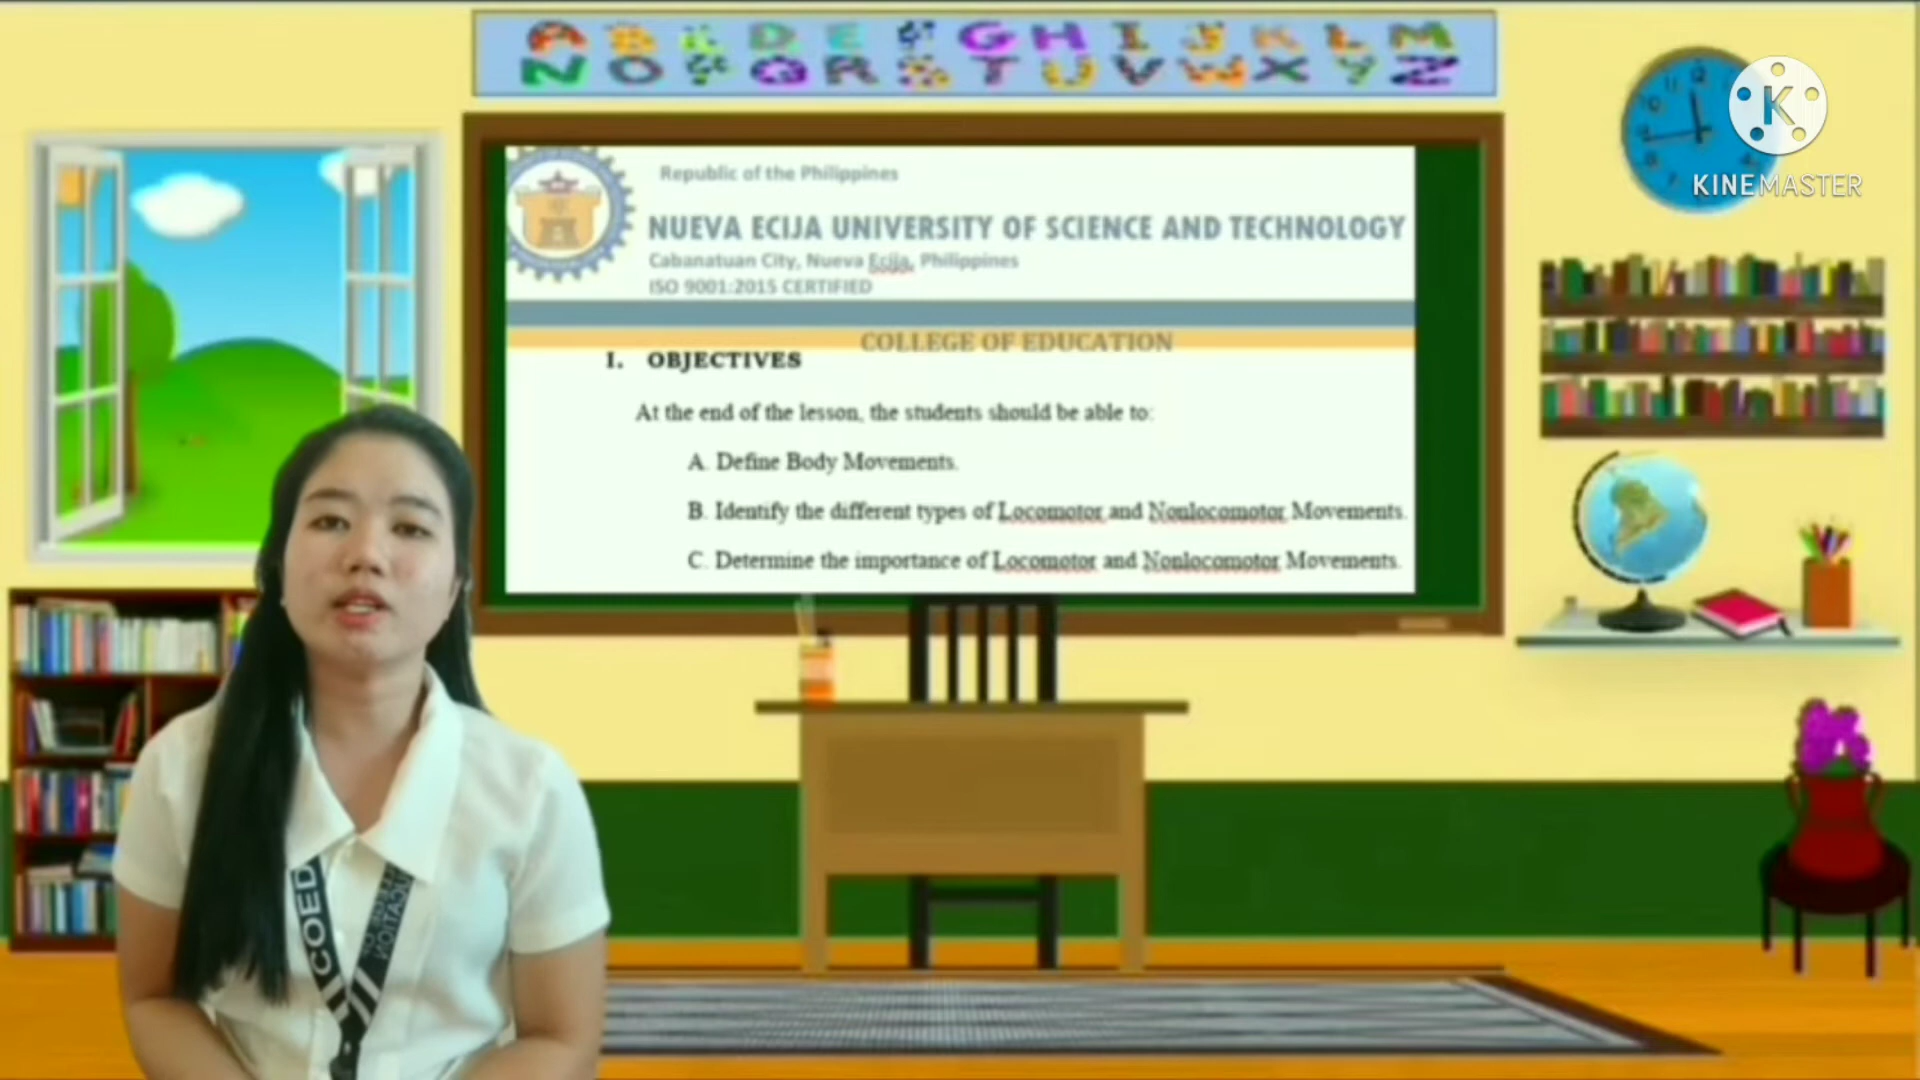 A B C D E F G H I J K L M
N O P Q R S T U V W X Y Z
KINEMASTER
Republic of the Philippines
NUEVA ECIJA UNIVERSITY OF SCIENCE AND TECHNOLOGY
Cabanatuan City, Nueva Ecija, Philippines
ISO 9001:2015 CERTIFIED
COLLEGE OF EDUCATION
I. OBJECTIVES
At the end of the lesson, the students should be able to:
A. Define Body Movements.
B. Identify the different types of Locomotor and Nonlocomotor Movements.
C. Determine the importance of Locomotor and Nonlocomotor Movements.
COED